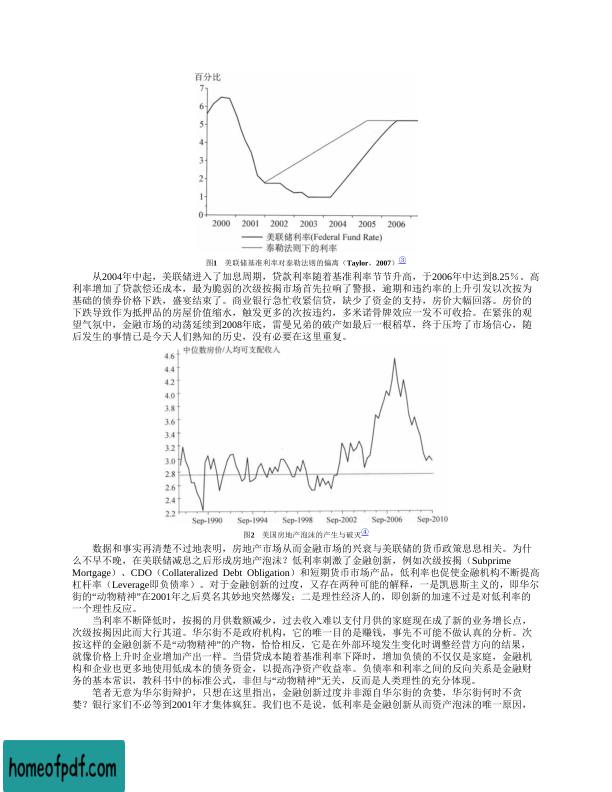 百分比
7
6
5
4
3
2
1
0
2000 2001 2002 2003 2004 2005 2006
美联储利率(Federal Fund Rate)
泰勒法则下的利率
图1 美联储基准利率对泰勒法则的偏离（Taylor，2007）③
从2004年中起，美联储进入了加息周期，贷款利率随着基准利率节节升高，于2006年中达到8.25％。高
利率增加了贷款偿还成本，最为脆弱的次级按揭市场首先拉响了警报，逾期和违约率的上升引发以次按为
基础的债券价格下跌，盛宴结束了。商业银行急忙收紧信贷，缺少了资金的支持，房价大幅回落。房价的
下跌导致作为抵押品的房屋价值缩水，触发更多的次按违约，多米诺骨牌效应一发不可收拾。在紧张的观
望气氛中，金融市场的动荡延续到2008年底，雷曼兄弟的破产如最后一根稻草，终于压垮了市场信心，随
后发生的事情已是今天人们熟知的历史，没有必要在这里重复。
中位数房价/人均可支配收入
4.6
4.4
4.2
4.0
3.8
3.6
3.4
3.2
3.0
2.8
2.6
2.4
2.2
Sep-1990 Sep-1994 Sep-1998 Sep-2002 Sep-2006 Sep-2010
图2 美国房地产泡沫的产生与破灭④
数据和事实再清楚不过地表明，房地产市场从而金融市场的兴衰与美联储的货币政策息息相关。为什
么不早不晚，在美联储减息之后形成房地产泡沫？低利率刺激了金融创新，例如次级按揭（Subprime
Mortgage）、CDO（Collateralized Debt Obligation）和短期货币市场产品，低利率也促使金融机构不断提高
杠杆率（Leverage即负债率）。对于金融创新的过度，又存在两种可能的解释，一是凯恩斯主义的，即华尔
街的“动物精神”在2001年之后莫名其妙地突然爆发；二是理性经济人的，即创新的加速不过是对低利率的
一个理性反应。
当利率不断降低时，按揭的月供数额减少，过去收入难以支付月供的家庭现在成了新的业务增长点，
次级按揭因此而大行其道。华尔街不是政府机构，它的唯一目的是赚钱，事先不可能不做认真的分析。次
按这样的金融创新不是“动物精神”的产物，恰恰相反，它是在外部环境发生变化时调整经营方向的结果，
就像价格上升时企业增加产出一样。当借贷成本随着基准利率下降时，增加负债的不仅仅是家庭，金融机
构和企业也更多地使用低成本的债务资金，以提高净资产收益率。负债率和利率之间的反向关系是金融财
务的基本常识，教科书中的标准公式，非但与“动物精神”无关，反而是人类理性的充分体现。
笔者无意为华尔街辩护，只想在这里指出，金融创新过度并非源自华尔街的贪婪，华尔街何时不贪
婪？银行家们不必等到2001年才集体疯狂。我们也不是说，低利率是金融创新从而资产泡沫的唯一原因，
homeofpdf.com